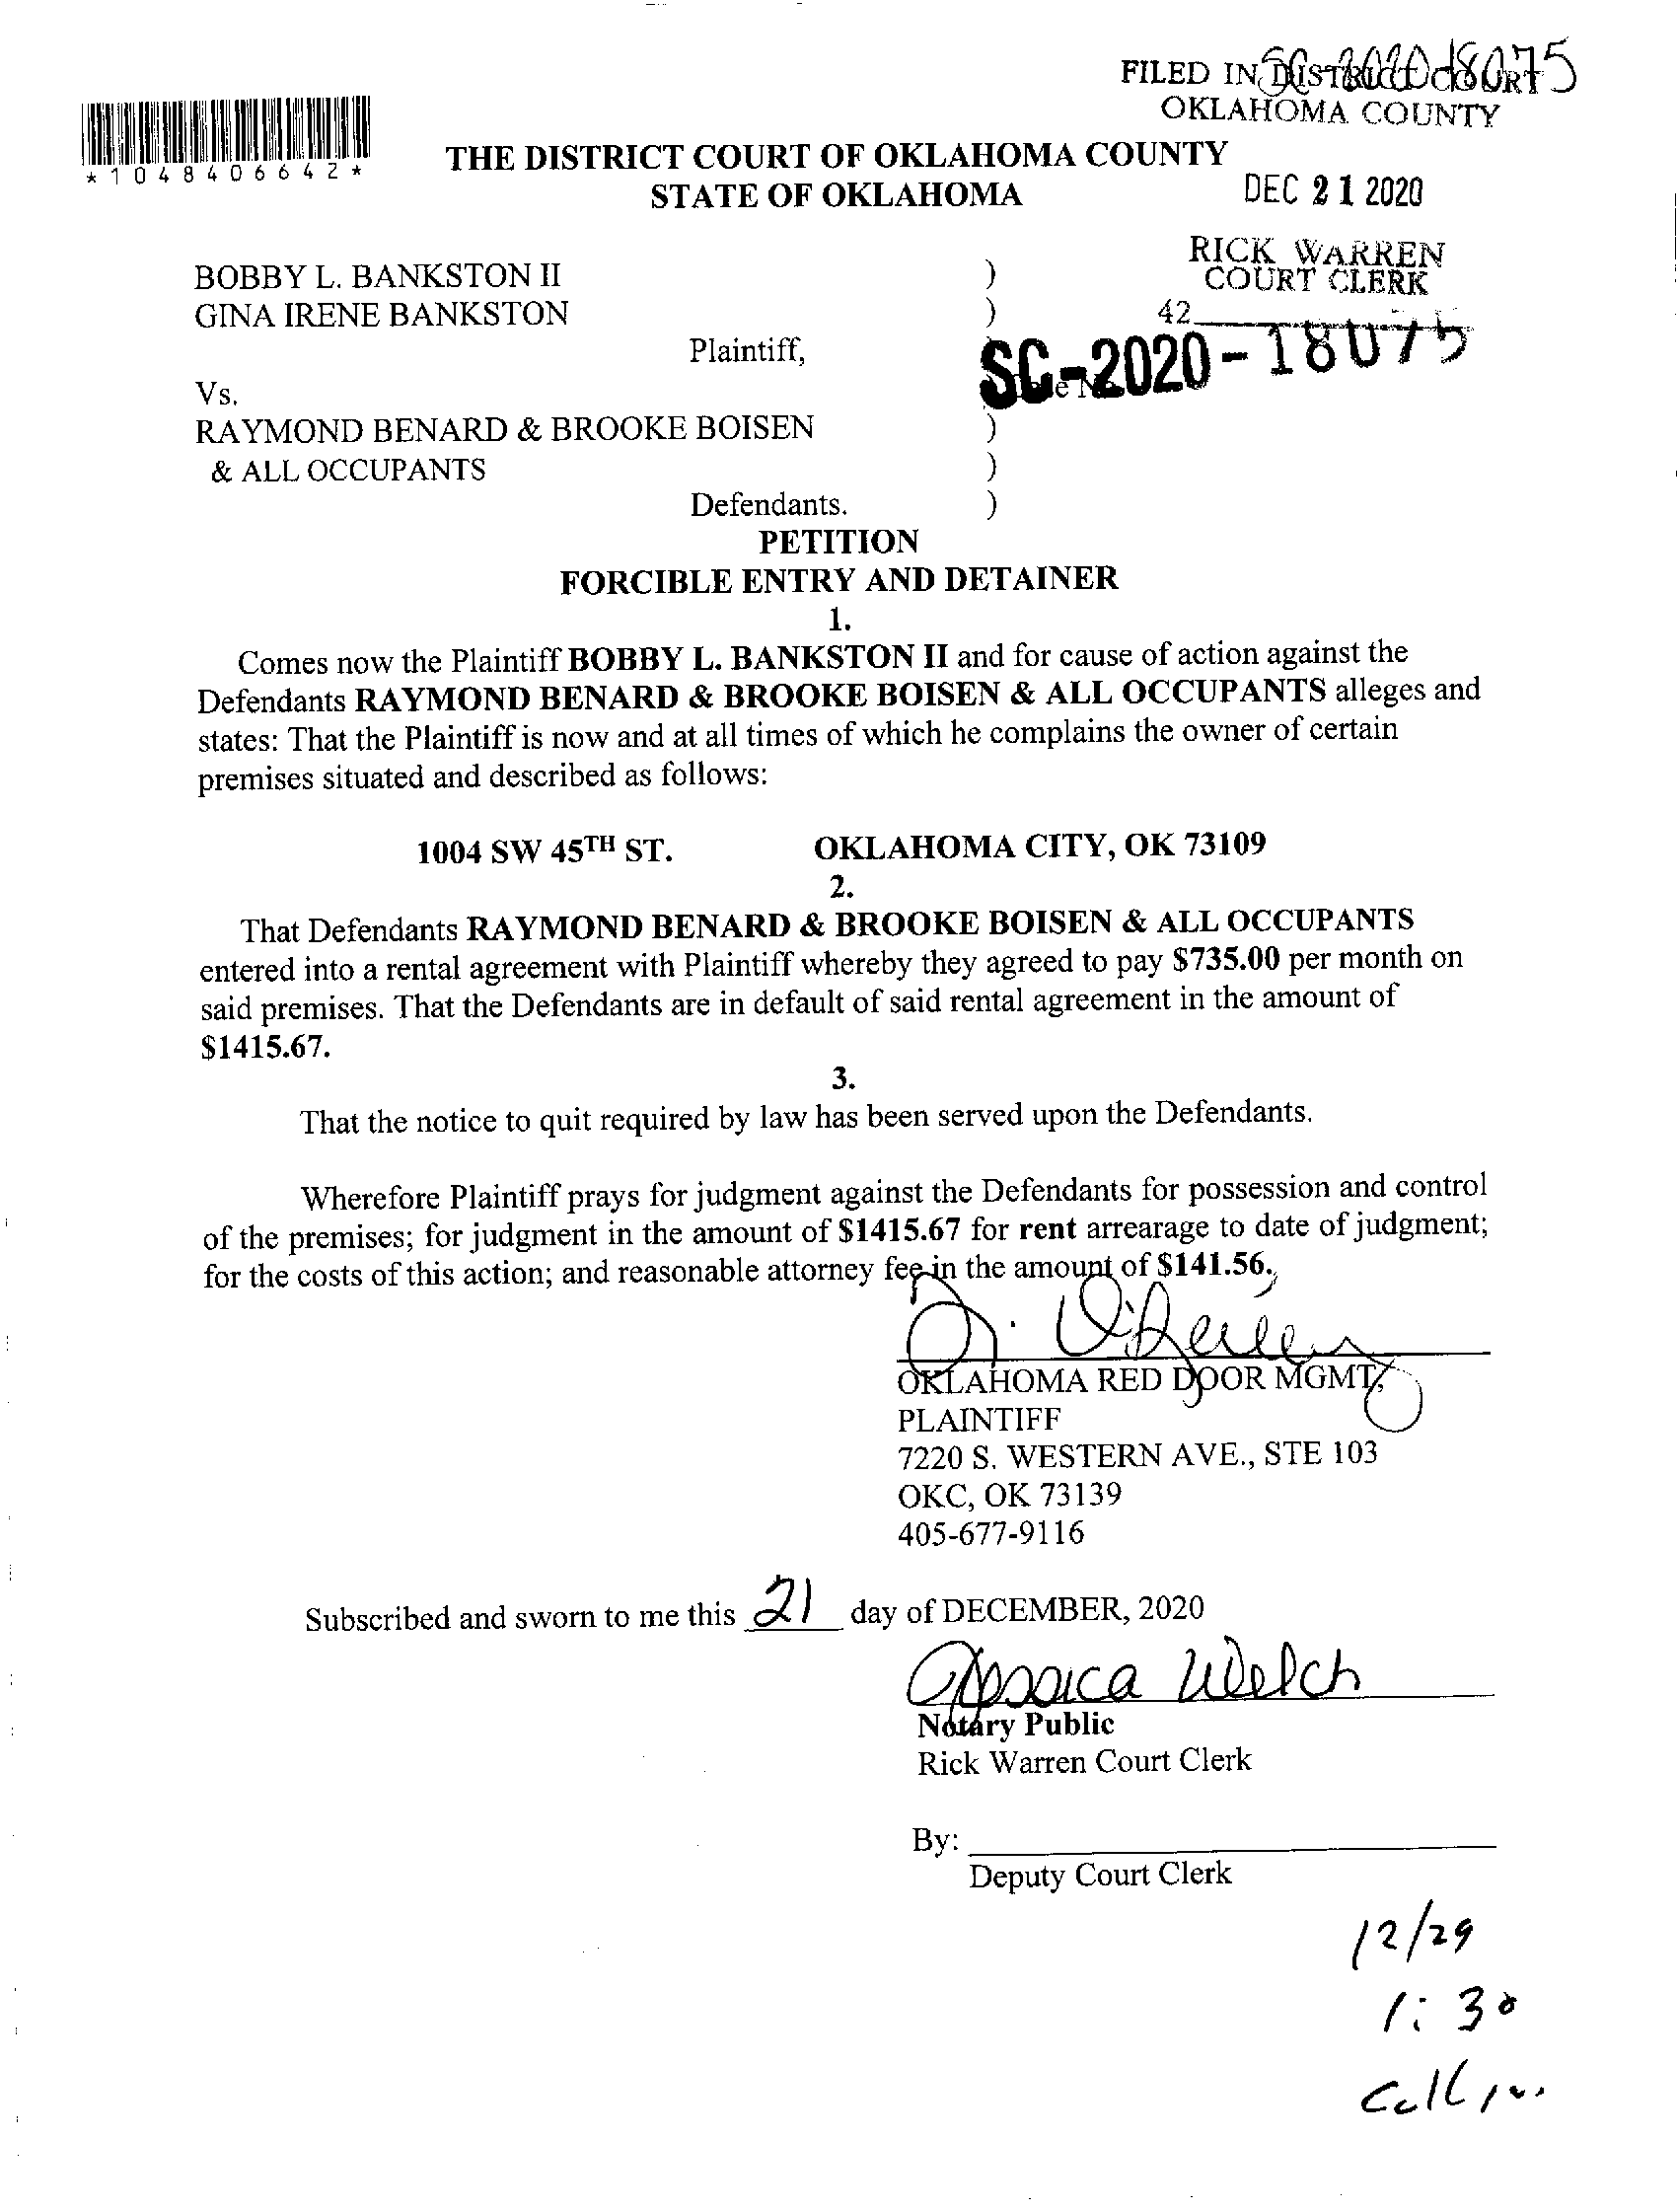 SC-2020-18075
FILED IN DISTRICT COURT
OKLAHOMA COUNTY
*1048406642*
THE DISTRICT COURT OF OKLAHOMA COUNTY
STATE OF OKLAHOMA
DEC 21 2020
RICK WARREN
COURT CLERK
42
BOBBY L. BANKSTON II )
GINA IRENE BANKSTON )
Plaintiff,
SC-2020-18075
Vs.
RAYMOND BENARD & BROOKE BOISEN )
& ALL OCCUPANTS )
Defendants. )
PETITION
FORCIBLE ENTRY AND DETAINER
1.
Comes now the Plaintiff BOBBY L. BANKSTON II and for cause of action against the
Defendants RAYMOND BENARD & BROOKE BOISEN & ALL OCCUPANTS alleges and
states: That the Plaintiff is now and at all times of which he complains the owner of certain
premises situated and described as follows:
1004 SW 45TH ST. OKLAHOMA CITY, OK 73109
2.
That Defendants RAYMOND BENARD & BROOKE BOISEN & ALL OCCUPANTS
entered into a rental agreement with Plaintiff whereby they agreed to pay $735.00 per month on
said premises. That the Defendants are in default of said rental agreement in the amount of
$1415.67.
3.
That the notice to quit required by law has been served upon the Defendants.
Wherefore Plaintiff prays for judgment against the Defendants for possession and control
of the premises; for judgment in the amount of $1415.67 for rent arrearage to date of judgment;
for the costs of this action; and reasonable attorney fee in the amount of $141.56.
OKLAHOMA RED DOOR MGMT,
PLAINTIFF
7220 S. WESTERN AVE., STE 103
OKC, OK 73139
405-677-9116
Subscribed and sworn to me this 21 day of DECEMBER, 2020
Jessica Welch
Notary Public
Rick Warren Court Clerk
By:
Deputy Court Clerk
12/29
1:30